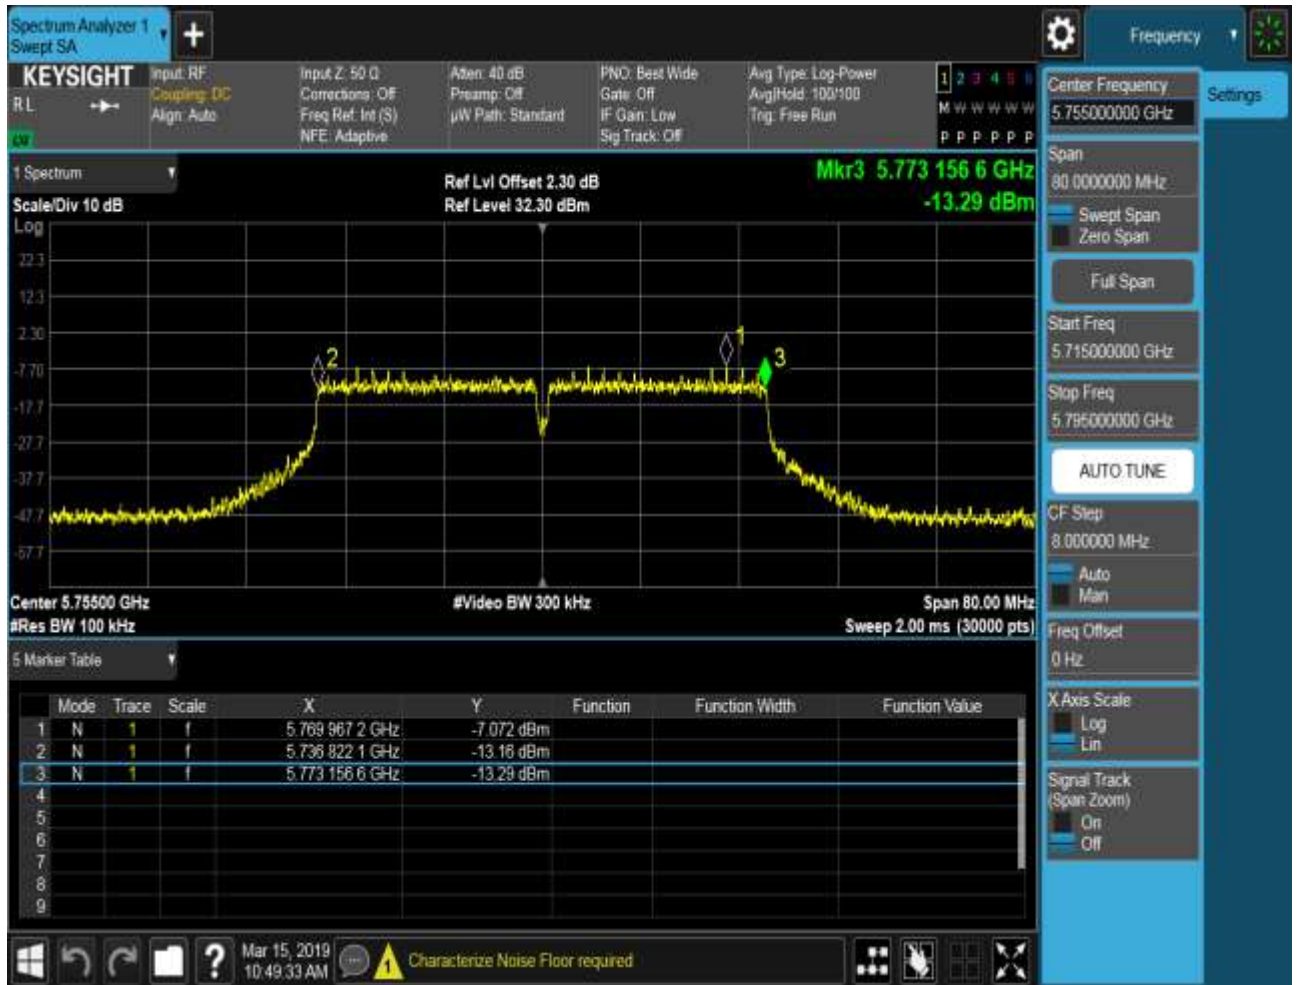 Spectrum Analyzer 1
Swept SA
Frequency
KEYSIGHT
RL
Input: RF
Coupling: DC
Align: Auto
Input Z: 50 Ω
Corrections: Off
Freq Ref: Int (S)
NFE: Adaptive
Atten: 40 dB
Preamp: Off
µW Path: Standard
PNO: Best Wide
Gate: Off
IF Gain: Low
Sig Track: Off
Avg Type: Log-Power
Avg|Hold: 100/100
Trig: Free Run
1 2 3 4 5 6
M W W W W W
P P P P P P
1 Spectrum
Scale/Div 10 dB
Ref Lvl Offset 2.30 dB
Ref Level 32.30 dBm
Mkr3 5.773 156 6 GHz
-13.29 dBm
Log
22.3
12.3
2.30
-7.70
-17.7
-27.7
-37.7
-47.7
-57.7
2
1
3
Center 5.75500 GHz
#Video BW 300 kHz
Span 80.00 MHz
#Res BW 100 kHz
Sweep 2.00 ms (30000 pts)
5 Marker Table
Mode Trace Scale X Y Function Function Width Function Value
1 N 1 f 5.769 967 2 GHz -7.072 dBm
2 N 1 f 5.736 822 1 GHz -13.16 dBm
3 N 1 f 5.773 156 6 GHz -13.29 dBm
4
5
6
7
8
9
Center Frequency
5.755000000 GHz
Settings
Span
80.0000000 MHz
Swept Span
Zero Span
Full Span
Start Freq
5.715000000 GHz
Stop Freq
5.795000000 GHz
AUTO TUNE
CF Step
8.000000 MHz
Auto
Man
Freq Offset
0 Hz
X Axis Scale
Log
Lin
Signal Track
(Span Zoom)
On
Off
?
Mar 15, 2019
10:49:33 AM
1
Characterize Noise Floor required